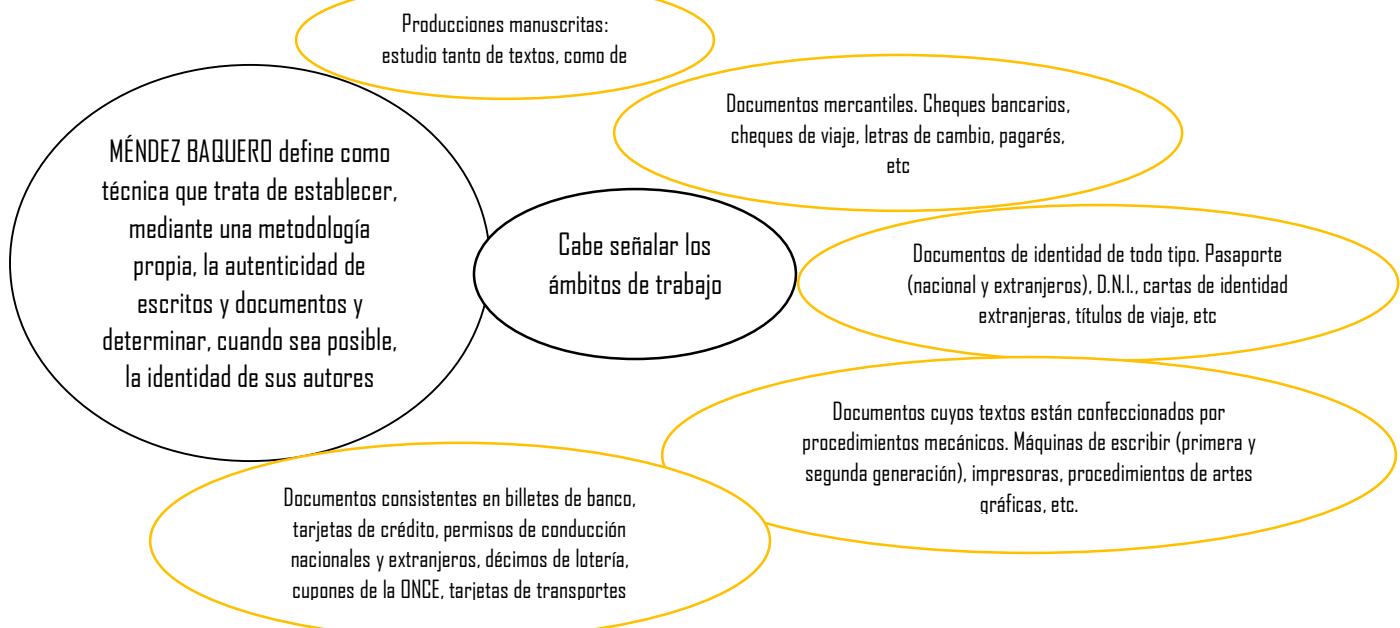 Producciones manuscritas:
estudio tanto de textos, como de
Documentos mercantiles. Cheques bancarios,
cheques de viaje, letras de cambio, pagarés,
etc
MÉNDEZ BAQUERO define como
técnica que trata de establecer,
mediante una metodología
propia, la autenticidad de
escritos y documentos y
determinar, cuando sea posible,
la identidad de sus autores
Cabe señalar los
ámbitos de trabajo
Documentos de identidad de todo tipo. Pasaporte
(nacional y extranjeros), D.N.I., cartas de identidad
extranjeras, títulos de viaje, etc
Documentos cuyos textos están confeccionados por
procedimientos mecánicos. Máquinas de escribir (primera y
segunda generación), impresoras, procedimientos de artes
gráficas, etc.
Documentos consistentes en billetes de banco,
tarjetas de crédito, permisos de conducción
nacionales y extranjeros, décimos de lotería,
cupones de la ONCE, tarjetas de transportes